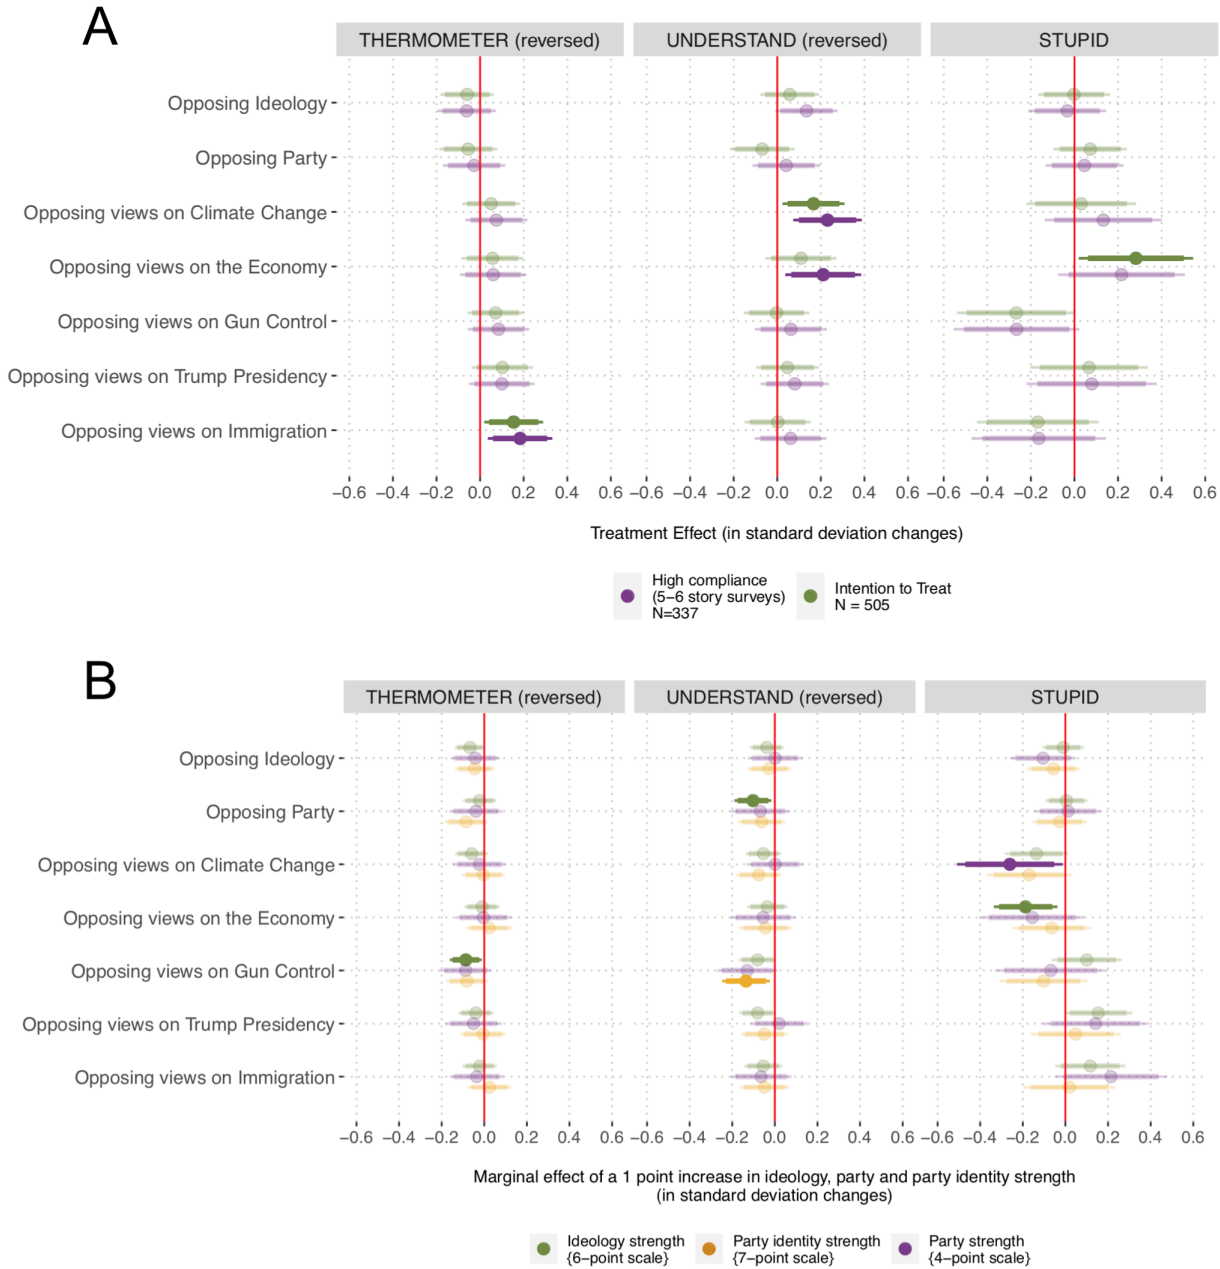 A
THERMOMETER (reversed) UNDERSTAND (reversed) STUPID
Opposing Ideology
Opposing Party
Opposing views on Climate Change
Opposing views on the Economy
Opposing views on Gun Control
Opposing views on Trump Presidency
Opposing views on Immigration
−0.6 −0.4 −0.2 0.0 0.2 0.4 0.6 −0.6 −0.4 −0.2 0.0 0.2 0.4 0.6 −0.6 −0.4 −0.2 0.0 0.2 0.4 0.6
Treatment Effect (in standard deviation changes)
High compliance
(5−6 story surveys)
N=337
Intention to Treat
N = 505
B
THERMOMETER (reversed) UNDERSTAND (reversed) STUPID
Opposing Ideology
Opposing Party
Opposing views on Climate Change
Opposing views on the Economy
Opposing views on Gun Control
Opposing views on Trump Presidency
Opposing views on Immigration
−0.6 −0.4 −0.2 0.0 0.2 0.4 0.6 −0.6 −0.4 −0.2 0.0 0.2 0.4 0.6 −0.6 −0.4 −0.2 0.0 0.2 0.4 0.6
Marginal effect of a 1 point increase in ideology, party and party identity strength
(in standard deviation changes)
Ideology strength
{6−point scale}
Party identity strength
{7−point scale}
Party strength
{4−point scale}